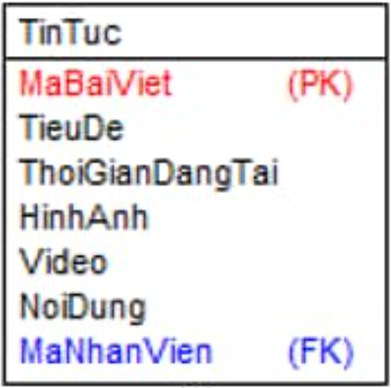 TinTuc
MaBaiViet (PK)
TieuDe
ThoiGianDangTai
HinhAnh
Video
NoiDung
MaNhanVien (FK)